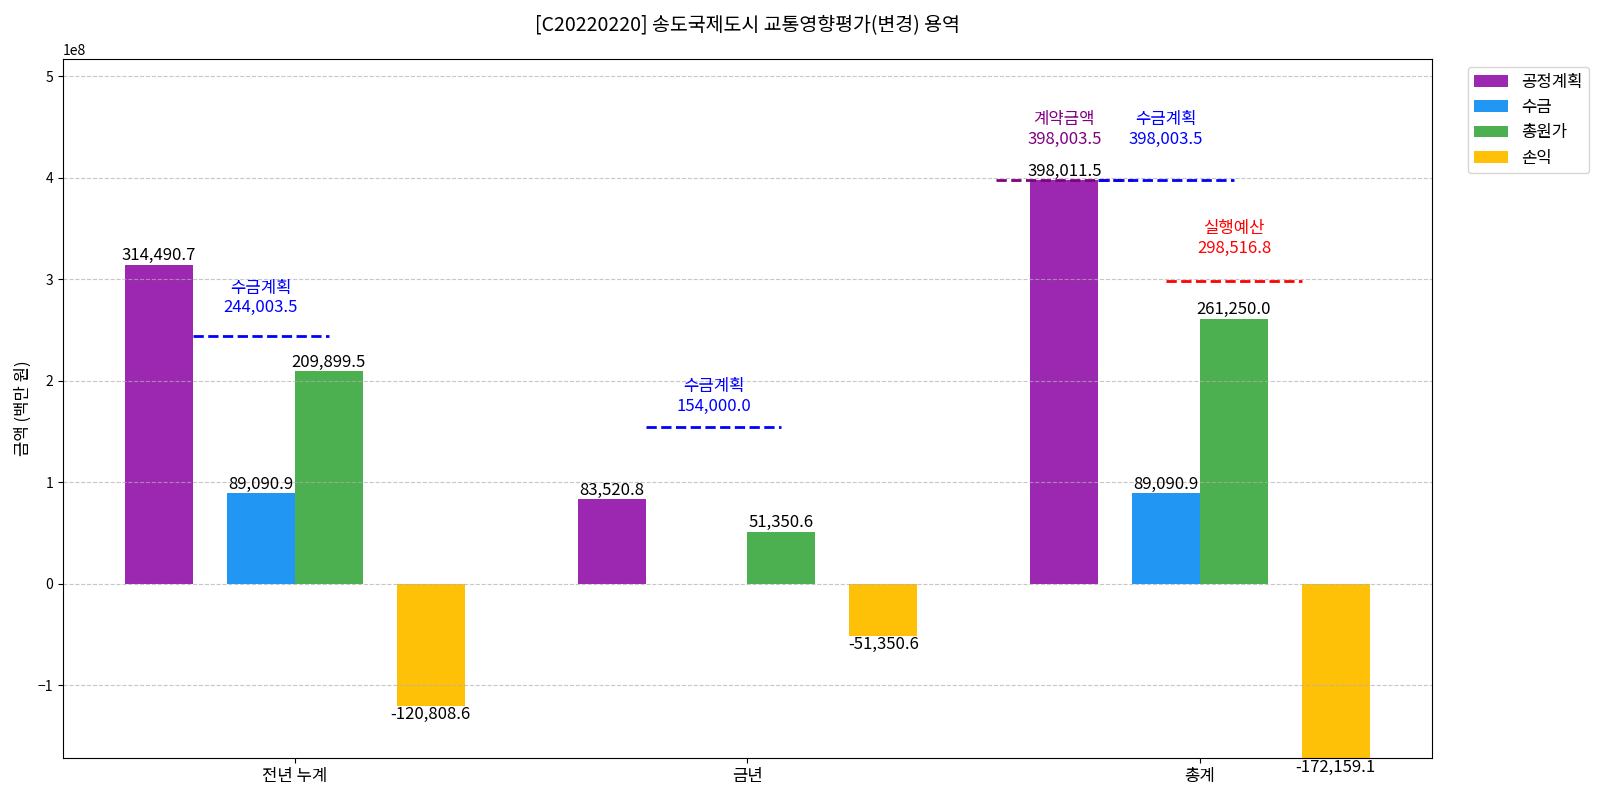 [C20220220] 송도국제도시 교통영향평가(변경) 용역
1e8
금액 (백만 원)
5
4
3
2
1
0
−1
314,490.7
수금계획
244,003.5
89,090.9
209,899.5
-120,808.6
83,520.8
수금계획
154,000.0
51,350.6
-51,350.6
계약금액
398,003.5
수금계획
398,003.5
398,011.5
실행예산
298,516.8
89,090.9
261,250.0
-172,159.1
전년 누계
금년
총계
공정계획
수금
총원가
손익